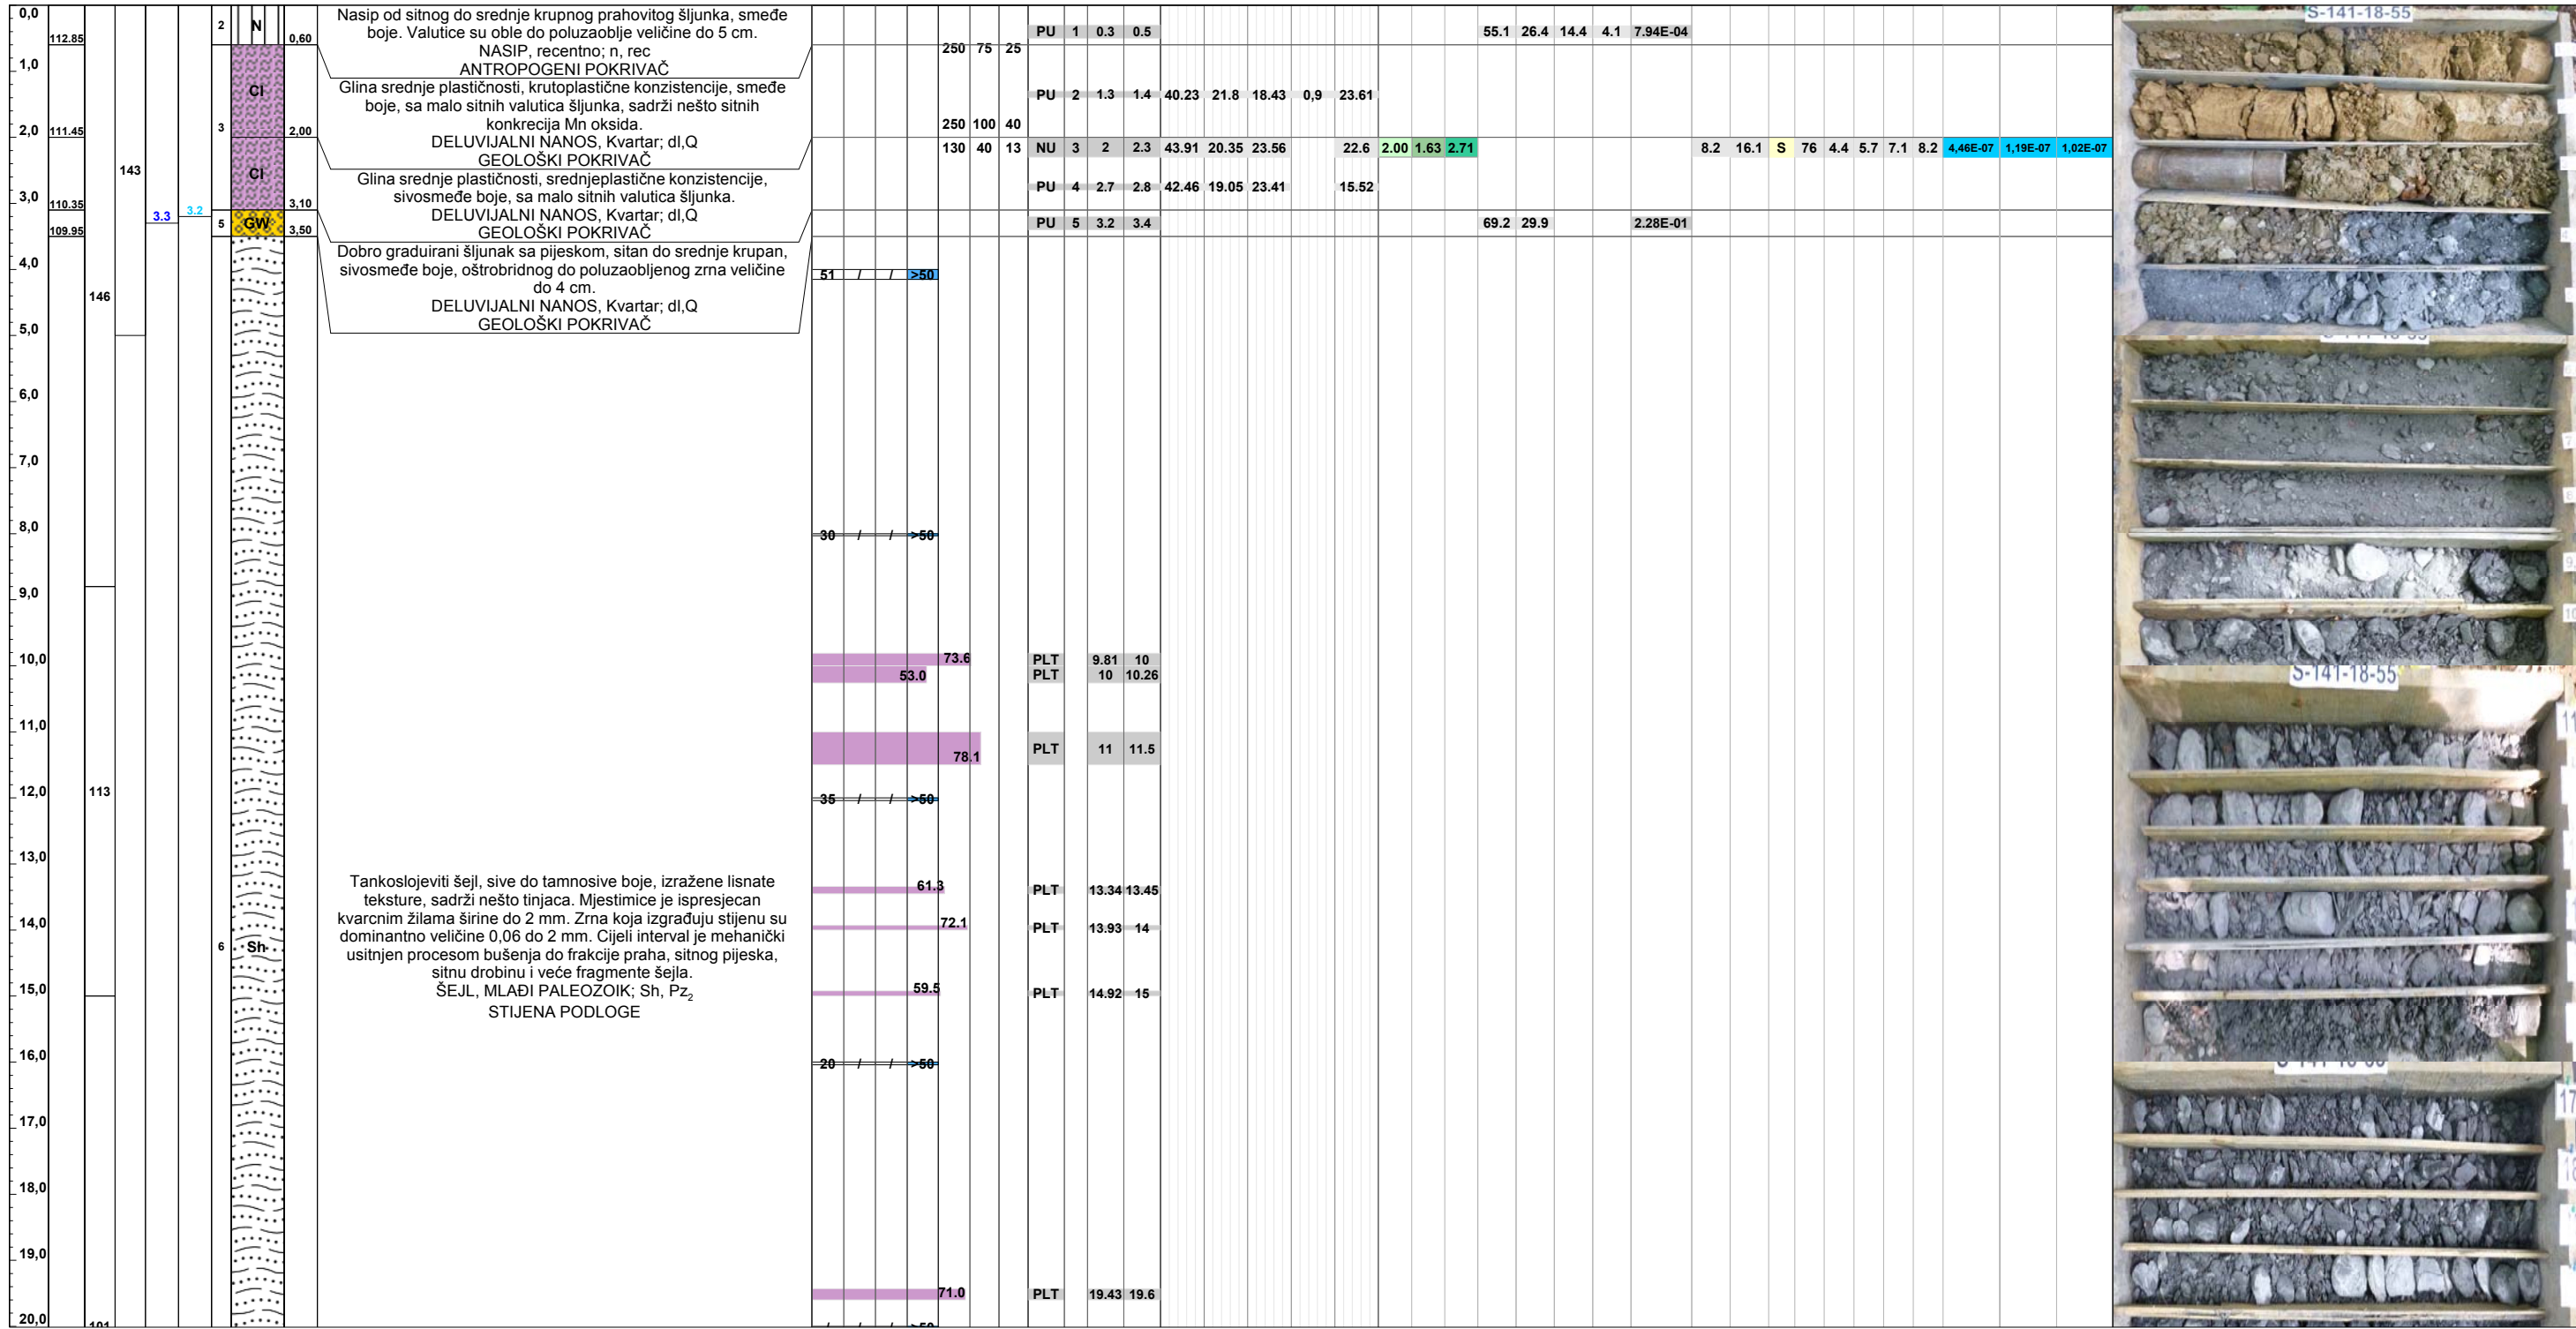 0,0
2
N
112.85
0,60
Nasip od sitnog do srednje krupnog prahovitog šljunka, smeđe
boje. Valutice su oble do poluzaoblje veličine do 5 cm.
NASIP, recentno; n, rec
ANTROPOGENI POKRIVAČ
PU 1 0.3 0.5 55.1 26.4 14.4 4.1 7.94E-04
250 75 25
1,0
CI
Glina srednje plastičnosti, krutoplastične konzistencije, smeđe
boje, sa malo sitnih valutica šljunka, sadrži nešto sitnih
konkrecija Mn oksida.
DELUVIJALNI NANOS, Kvartar; dl,Q
GEOLOŠKI POKRIVAČ
PU 2 1.3 1.4 40.23 21.8 18.43 0,9 23.61
3
250 100 40
2,0
111.45
2,00
130 40 13 NU 3 2 2.3 43.91 20.35 23.56 22.6 2.00 1.63 2.71 8.2 16.1 S 76 4.4 5.7 7.1 8.2 4,46E-07 1,19E-07 1,02E-07
143
CI
Glina srednje plastičnosti, srednjeplastične konzistencije,
sivosmeđe boje, sa malo sitnih valutica šljunka.
DELUVIJALNI NANOS, Kvartar; dl,Q
GEOLOŠKI POKRIVAČ
PU 4 2.7 2.8 42.46 19.05 23.41 15.52
3,0
110.35
3,10
3.3
3.2
5
GW
PU 5 3.2 3.4 69.2 29.9 2.28E-01
109.95
3,50
Dobro graduirani šljunak sa pijeskom, sitan do srednje krupan,
sivosmeđe boje, oštrobridnog do poluzaobljenog zrna veličine
do 4 cm.
DELUVIJALNI NANOS, Kvartar; dl,Q
GEOLOŠKI POKRIVAČ
4,0
51 / / >50
146
5,0
6,0
7,0
8,0
30 / / >50
9,0
10,0
73.6
PLT 9.81 10
53.0
PLT 10 10.26
11,0
78.1
PLT 11 11.5
12,0
113
35 / / >50
13,0
61.3
PLT 13.34 13.45
14,0
72.1
PLT 13.93 14
6
Sh
Tankoslojeviti šejl, sive do tamnosive boje, izražene lisnate
teksture, sadrži nešto tinjaca. Mjestimice je ispresjecan
kvarcnim žilama širine do 2 mm. Zrna koja izgrađuju stijenu su
dominantno veličine 0,06 do 2 mm. Cijeli interval je mehanički
usitnjen procesom bušenja do frakcije praha, sitnog pijeska,
sitnu drobinu i veće fragmente šejla.
ŠEJL, MLAĐI PALEOZOIK; Sh, Pz2
STIJENA PODLOGE
15,0
59.5
PLT 14.92 15
16,0
20 / / >50
17,0
18,0
19,0
71.0
PLT 19.43 19.6
20,0
101
>50
S-141-18-55
S-141-18-55
17